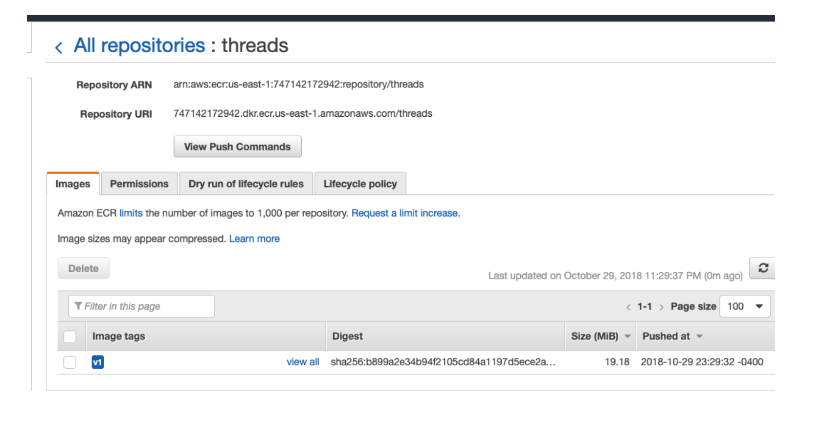 < All repositories : threads
Repository ARN arn:aws:ecr:us-east-1:747142172942:repository/threads
Repository URI 747142172942.dkr.ecr.us-east-1.amazonaws.com/threads
View Push Commands
Images Permissions Dry run of lifecycle rules Lifecycle policy
Amazon ECR limits the number of images to 1,000 per repository. Request a limit increase.
Image sizes may appear compressed. Learn more
Delete Last updated on October 29, 2018 11:29:37 PM (0m ago)
Filter in this page < 1-1 > Page size 100
Image tags Digest Size (MiB) Pushed at
v1 view all sha256:b899a2e34b94f2105cd84a1197d5ece2a... 19.18 2018-10-29 23:29:32 -0400